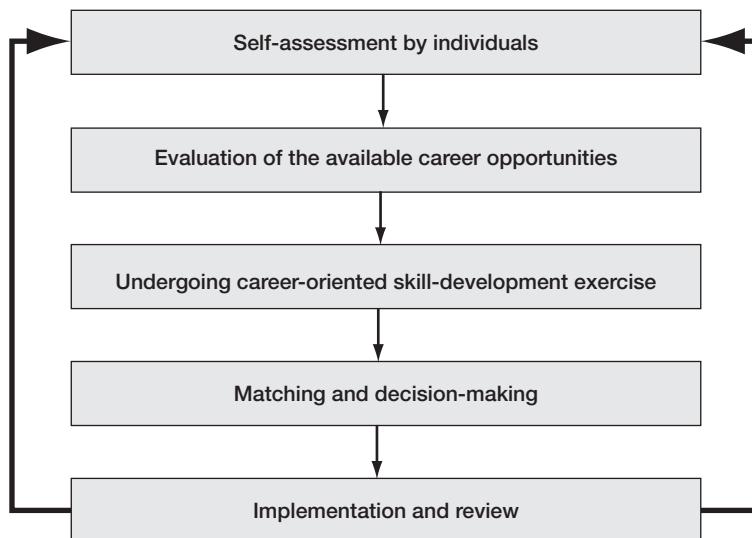 Self-assessment by individuals
Evaluation of the available career opportunities
Undergoing career-oriented skill-development exercise
Matching and decision-making
Implementation and review